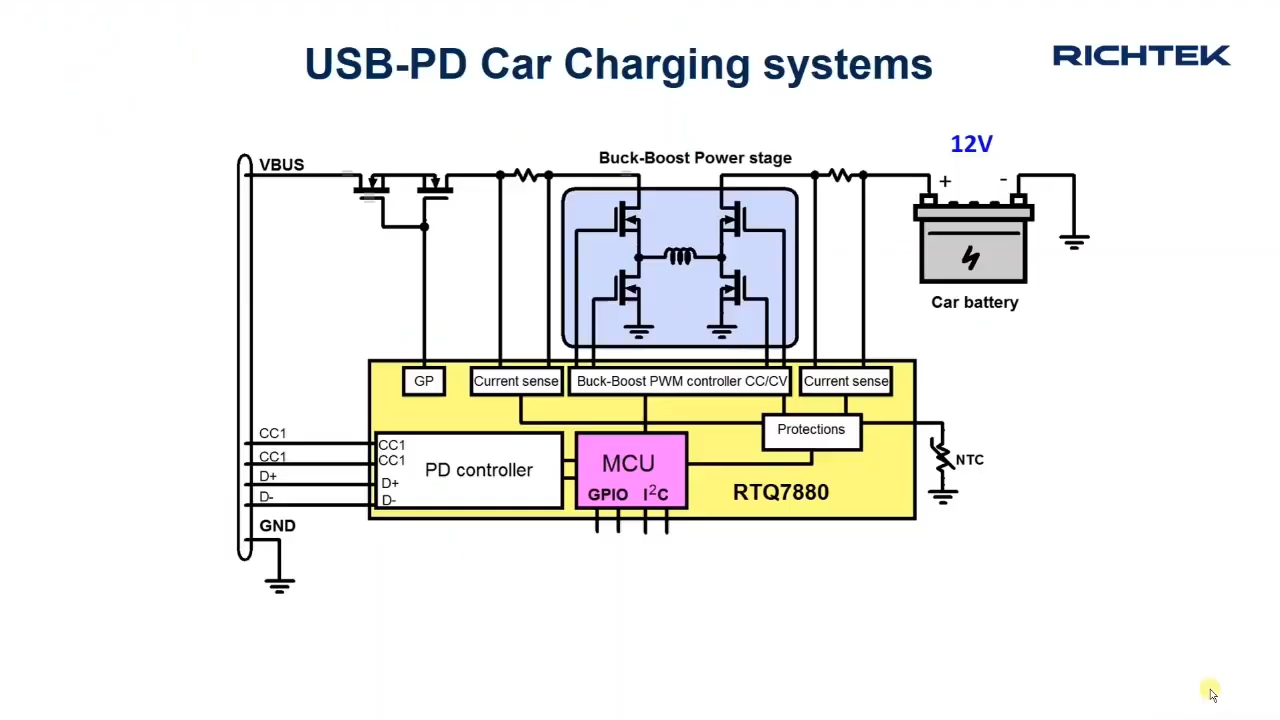 USB-PD Car Charging systems
RICHTEK
12V
Buck-Boost Power stage
VBUS
+ -
Car battery
GP
Current sense
Buck-Boost PWM controller CC/CV
Current sense
Protections
CC1
CC1
D+
D-
GND
CC1
CC1
D+
D-
PD controller
MCU
GPIO I²C
RTQ7880
NTC